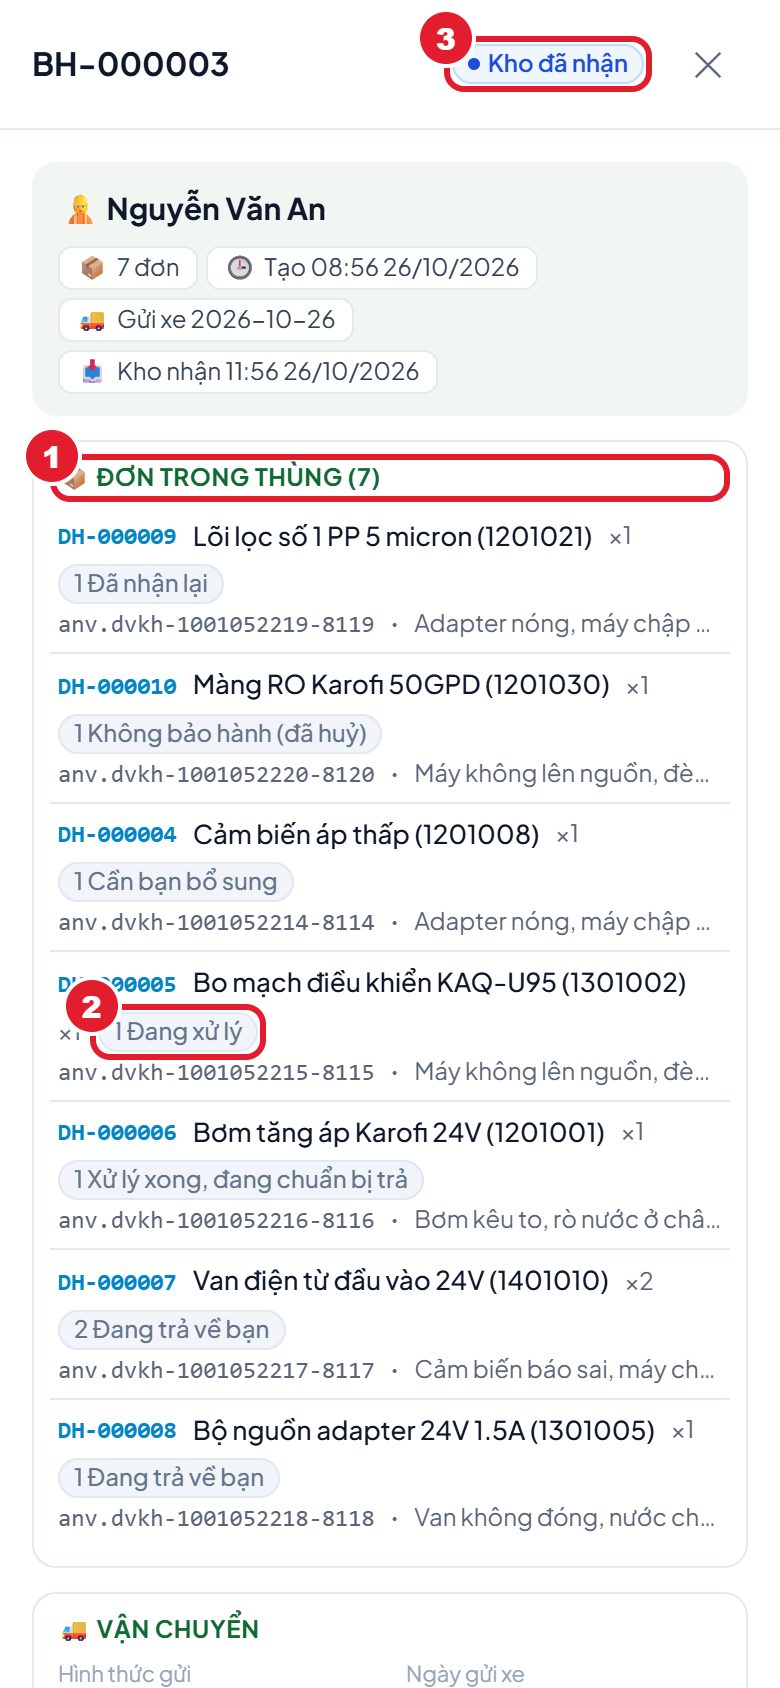 BH-000003
3
Kho đã nhận
Nguyễn Văn An
7 đơn
Tạo 08:56 26/10/2026
Gửi xe 2026-10-26
Kho nhận 11:56 26/10/2026
1
ĐƠN TRONG THÙNG (7)
DH-000009 Lõi lọc số 1 PP 5 micron (1201021) ×1
1 Đã nhận lại
anv.dvkh-1001052219-8119 · Adapter nóng, máy chập ...
DH-000010 Màng RO Karofi 50GPD (1201030) ×1
1 Không bảo hành (đã huỷ)
anv.dvkh-1001052220-8120 · Máy không lên nguồn, đè...
DH-000004 Cảm biến áp thấp (1201008) ×1
1 Cần bạn bổ sung
anv.dvkh-1001052214-8114 · Adapter nóng, máy chập ...
DH-000005 Bo mạch điều khiển KAQ-U95 (1301002)
2
×1 1 Đang xử lý
anv.dvkh-1001052215-8115 · Máy không lên nguồn, đè...
DH-000006 Bơm tăng áp Karofi 24V (1201001) ×1
1 Xử lý xong, đang chuẩn bị trả
anv.dvkh-1001052216-8116 · Bơm kêu to, rò nước ở châ...
DH-000007 Van điện từ đầu vào 24V (1401010) ×2
2 Đang trả về bạn
anv.dvkh-1001052217-8117 · Cảm biến báo sai, máy ch...
DH-000008 Bộ nguồn adapter 24V 1.5A (1301005) ×1
1 Đang trả về bạn
anv.dvkh-1001052218-8118 · Van không đóng, nước ch...
VẬN CHUYỂN
Hình thức gửi
Ngày gửi xe